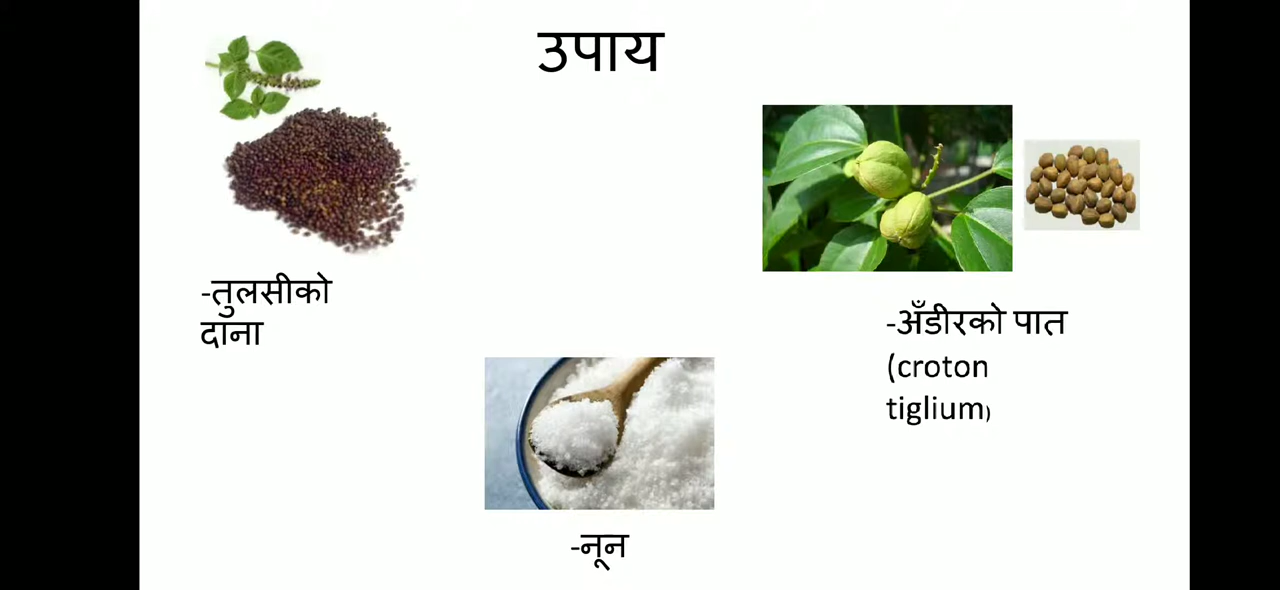 उपाय
-तुलसीको
दाना
-अँडीरको पात
(croton
tiglium)
-नून